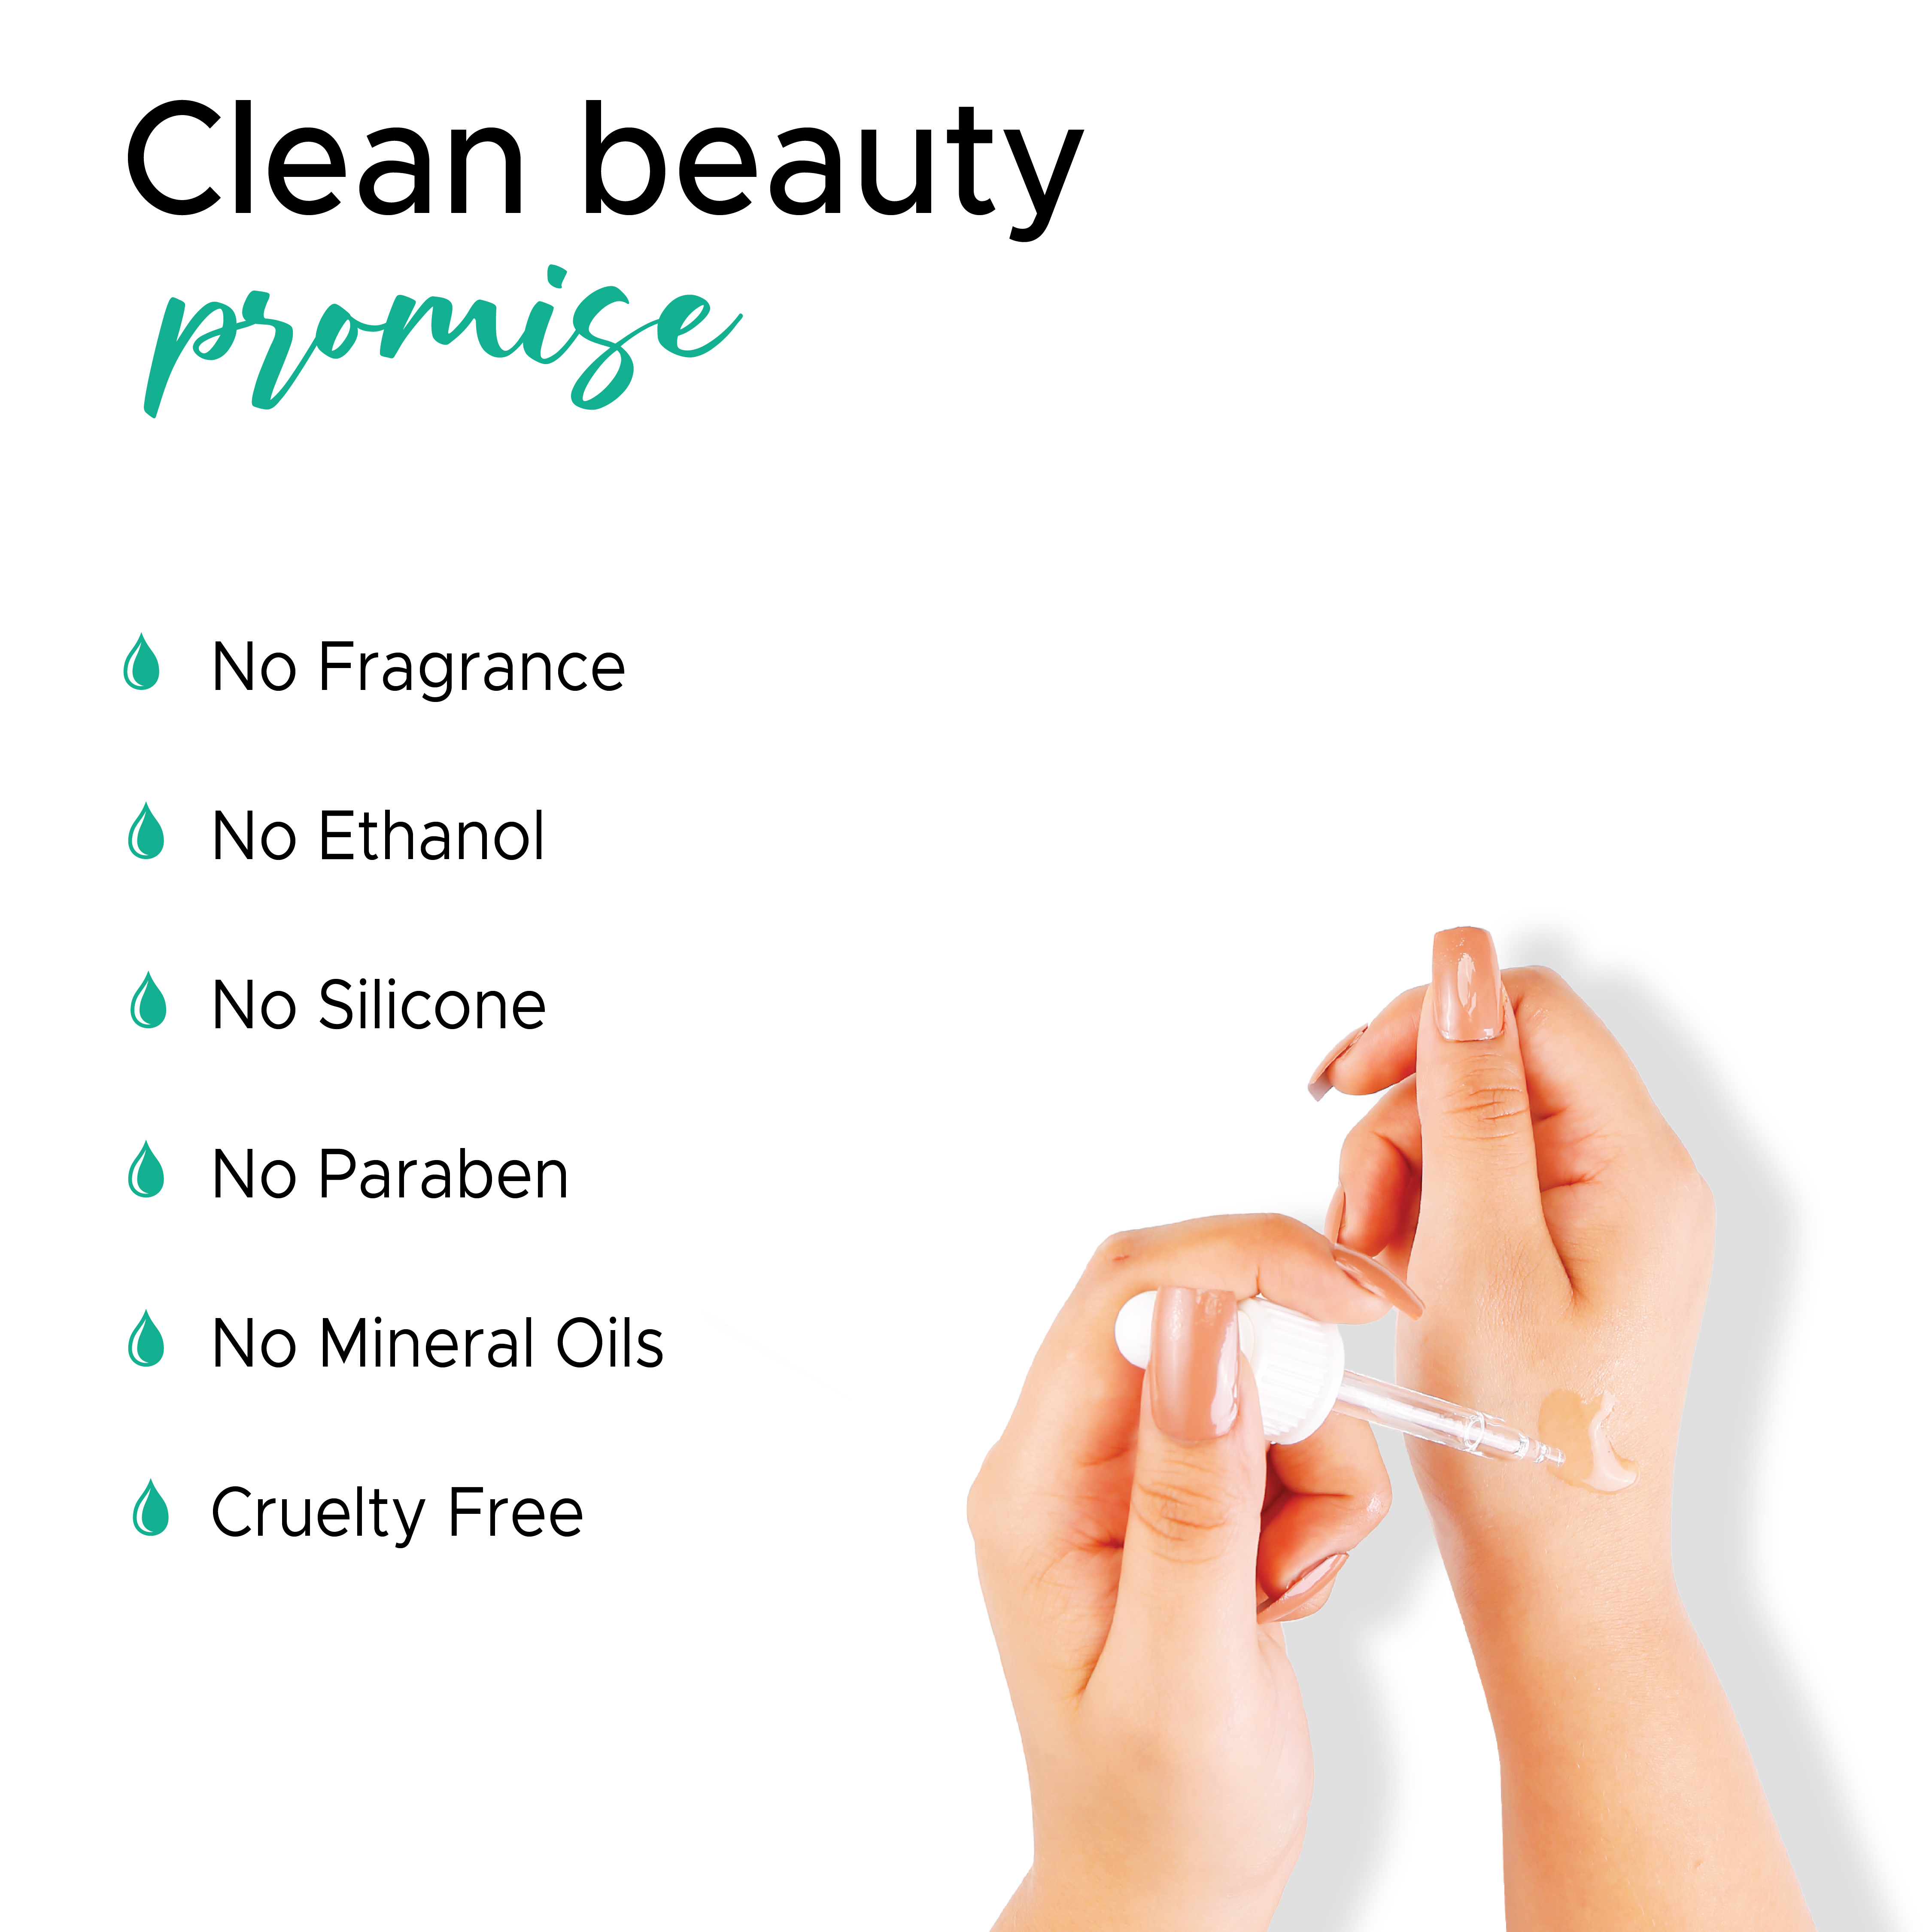 Clean beauty
promise
No Fragrance
No Ethanol
No Silicone
No Paraben
No Mineral Oils
Cruelty Free